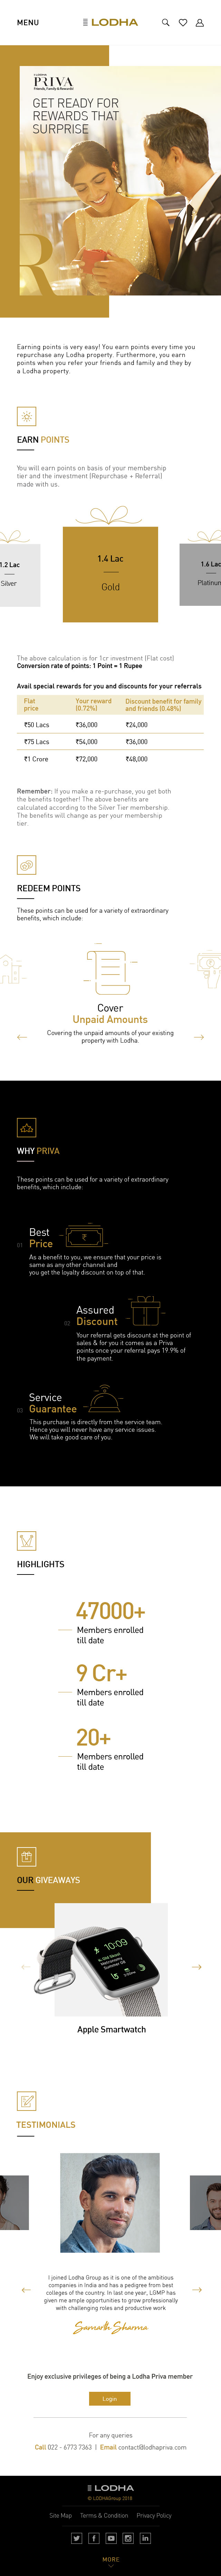 MENU
LODHA
LODHA
PRIVA
Friends, Family & Rewards
GET READY FOR
REWARDS THAT
SURPRISE
R
Earning points is very easy! You earn points every time you
repurchase any Lodha property. Furthermore, you earn
points when you refer your friends and family and they by
a Lodha property.
EARN POINTS
You will earn points on basis of your membership
tier and the investment (Repurchase + Referral)
made with us.
1.2 Lac
Silver
1.4 Lac
Gold
1.6 Lac
Platinum
The above calculation is for 1cr investment (Flat cost)
Conversion rate of points: 1 Point = 1 Rupee
Avail special rewards for you and discounts for your referrals
Flat price
Your reward (0.72%)
Discount benefit for family and friends (0.48%)
₹50 Lacs ₹36,000 ₹24,000
₹75 Lacs ₹54,000 ₹36,000
₹1 Crore ₹72,000 ₹48,000
Remember: If you make a re-purchase, you get both
the benefits together! The above benefits are
calculated according to the Silver Tier membership.
The benefits will change as per your membership
tier.
REDEEM POINTS
These points can be used for a variety of extraordinary
benefits, which include:
Cover
Unpaid Amounts
Covering the unpaid amounts of your existing
property with Lodha.
WHY PRIVA
These points can be used for a variety of extraordinary
benefits, which include:
Best
01 Price
As a benefit to you, we ensure that your price is
same as any other channel and
you get the loyalty discount on top of that.
Assured
02 Discount
Your referral gets discount at the point of
sales & for you it comes as a Priva
points once your referral pays 19.9% of
the payment.
Service
03 Guarantee
This purchase is directly from the service team.
Hence you will never have any service issues.
We will take good care of you.
HIGHLIGHTS
47000+
Members enrolled
till date
9 Cr+
Members enrolled
till date
20+
Members enrolled
till date
OUR GIVEAWAYS
Apple Smartwatch
TESTIMONIALS
I joined Lodha Group as it is one of the ambitious
companies in India and has a pedigree from best
colleges of the country. In last one year, LGMP has
given me ample opportunities to grow professionally
with challenging roles and productive work.
Samarth Sharma
Enjoy exclusive privileges of being a Lodha Priva member
Login
For any queries
Call 022 - 6773 7363 | Email contact@lodhapriva.com
LODHA
© LODHAGroup 2018
Site Map Terms & Condition Privacy Policy
MORE